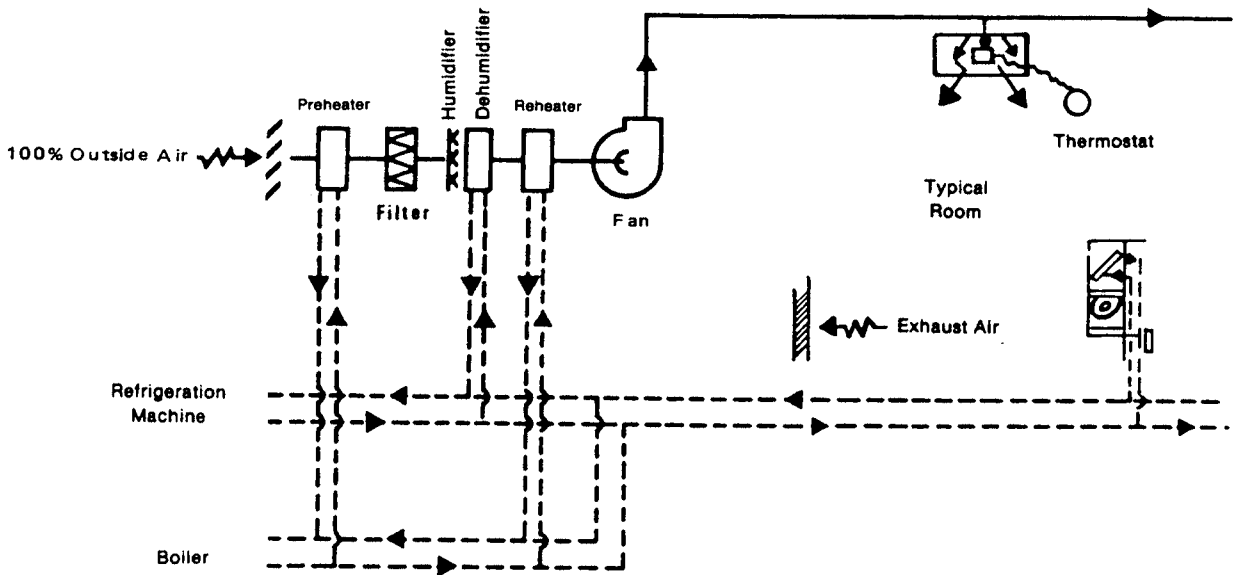 Preheater
Humidifier
Dehumidifier
Reheater
100% Outside Air
Filter
Fan
Thermostat
Typical
Room
Exhaust Air
Refrigeration
Machine
Boiler